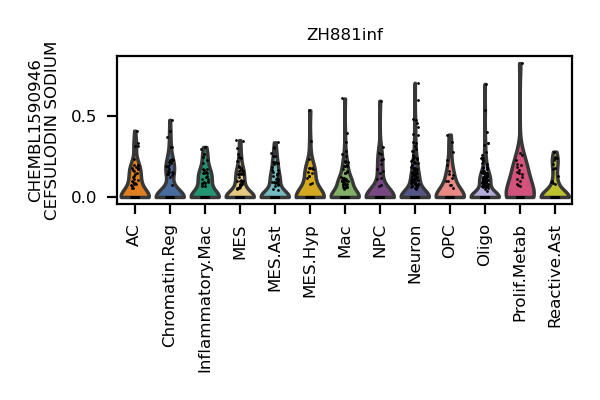 ZH881inf
CHEMBL1590946
CEFSULODIN SODIUM
0.5
0.0
AC
Chromatin.Reg
Inflammatory.Mac
MES
MES.Ast
MES.Hyp
Mac
NPC
Neuron
OPC
Oligo
Prolif.Metab
Reactive.Ast